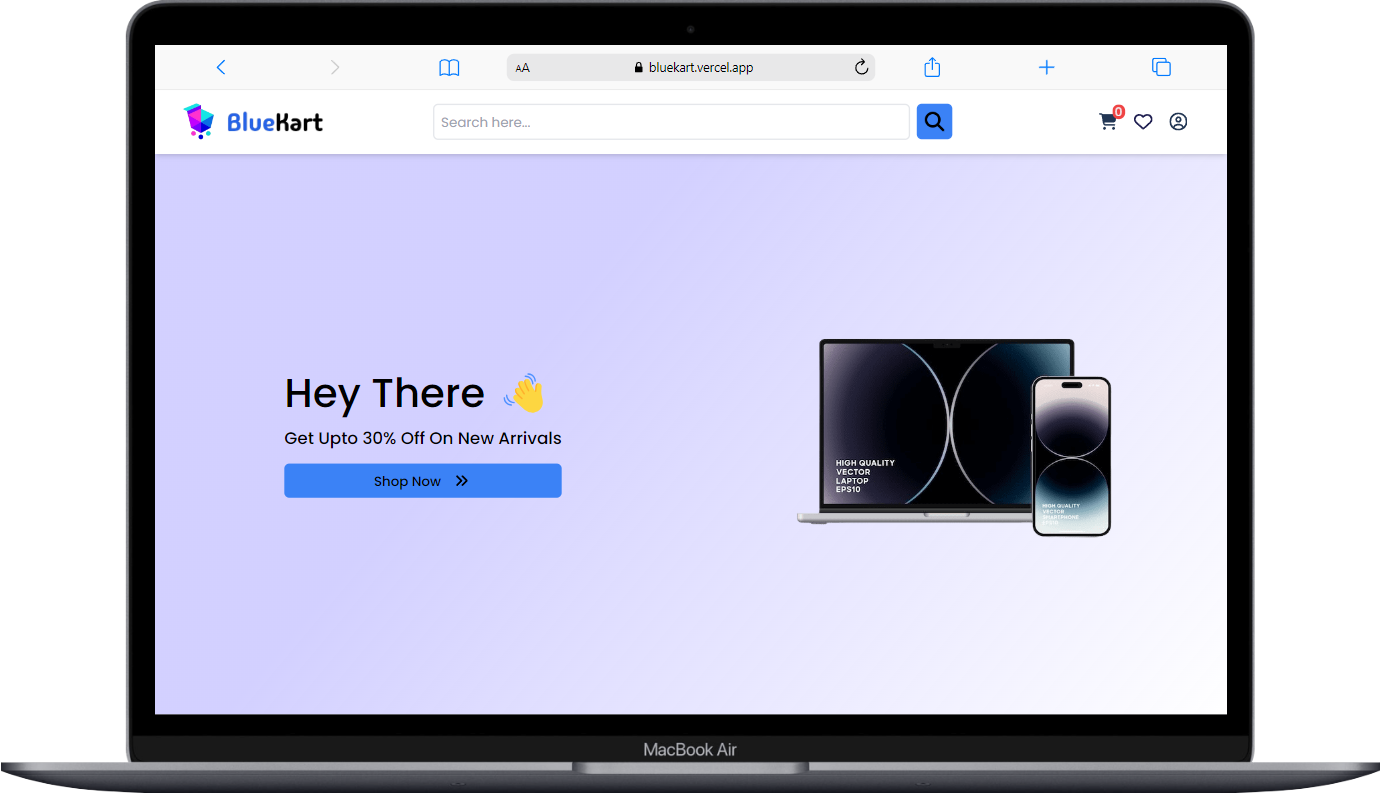 AA
bluekart.vercel.app
BlueKart
Search here...
0
Hey There
Get Upto 30% Off On New Arrivals
Shop Now
HIGH QUALITY
VECTOR
LAPTOP
EPS10
HIGH QUALITY
VECTOR
SMARTPHONE
MacBook Air